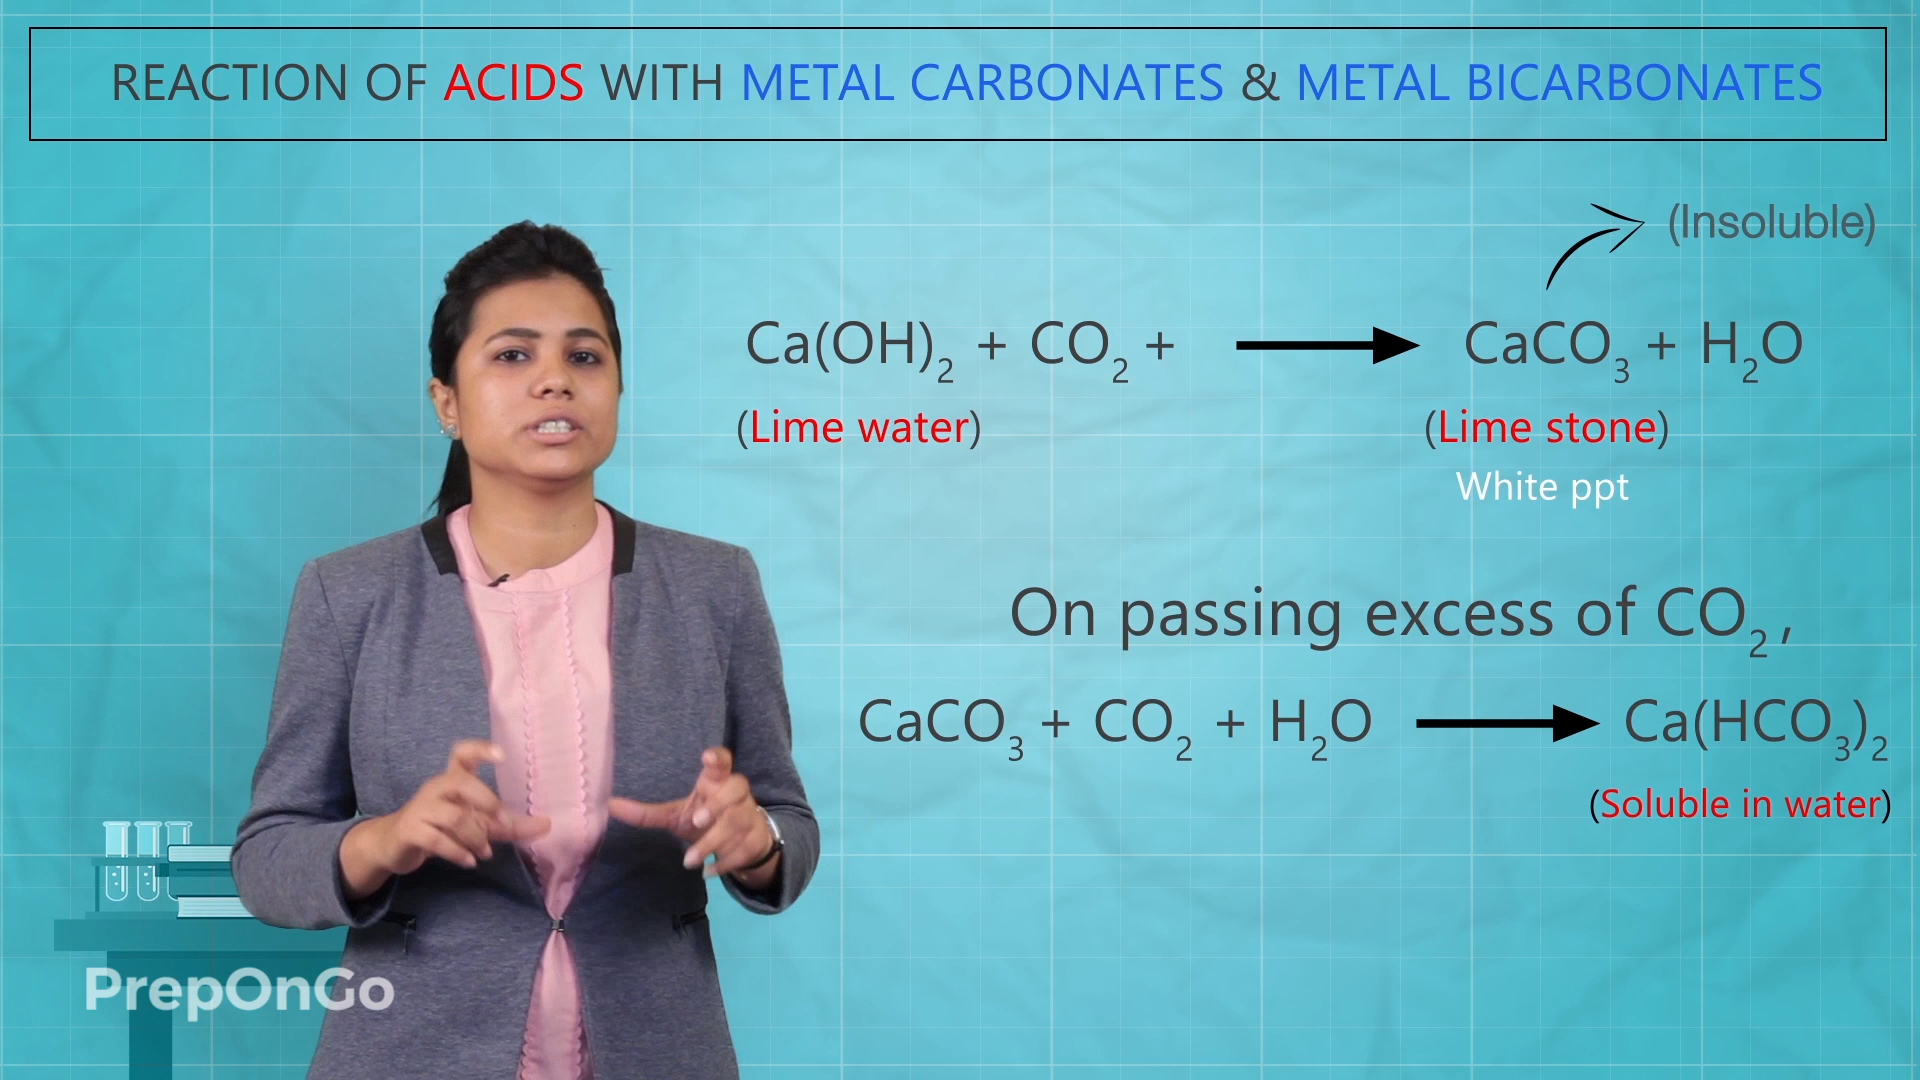 REACTION OF ACIDS WITH METAL CARBONATES & METAL BICARBONATES
(Insoluble)
Ca(OH)₂ + CO₂ + → CaCO₃ + H₂O
(Lime water) (Lime stone)
White ppt
On passing excess of CO₂,
CaCO₃ + CO₂ + H₂O → Ca(HCO₃)₂
(Soluble in water)
PrepOnGo